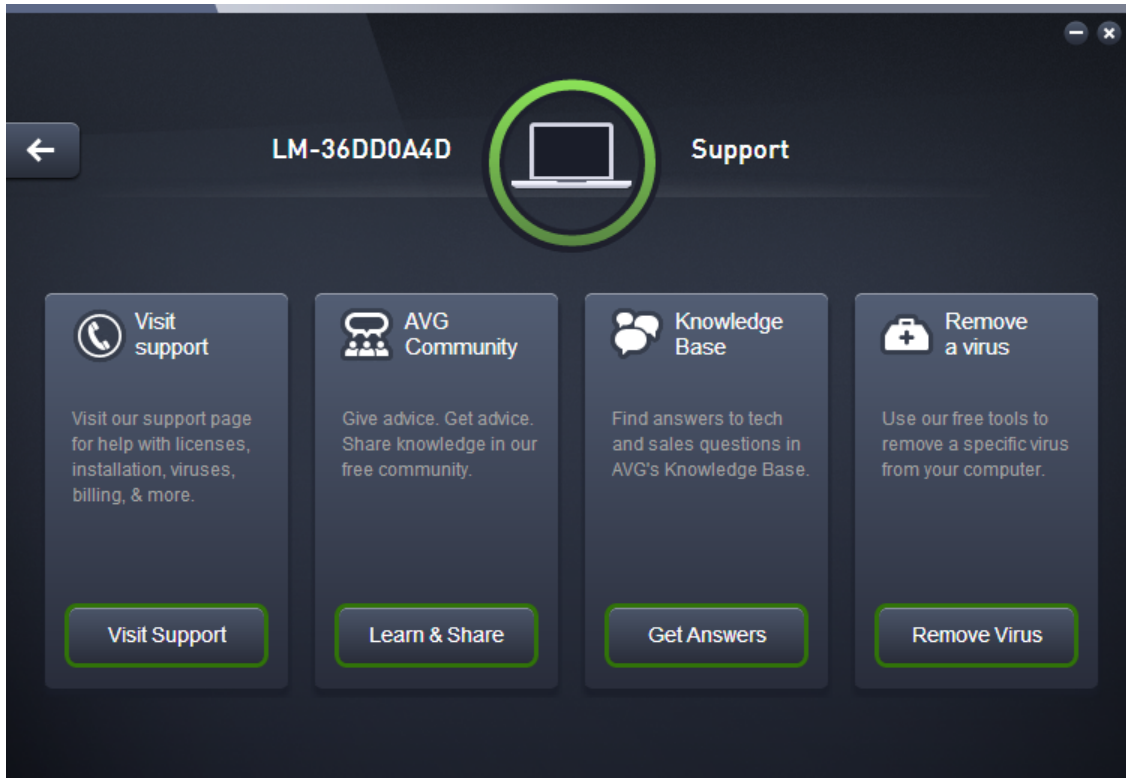 LM-36DD0A4D
Support
Visit
support
Visit our support page
for help with licenses,
installation, viruses,
billing, & more.
Visit Support
AVG
Community
Give advice. Get advice.
Share knowledge in our
free community.
Learn & Share
Knowledge
Base
Find answers to tech
and sales questions in
AVG's Knowledge Base.
Get Answers
Remove
a virus
Use our free tools to
remove a specific virus
from your computer.
Remove Virus